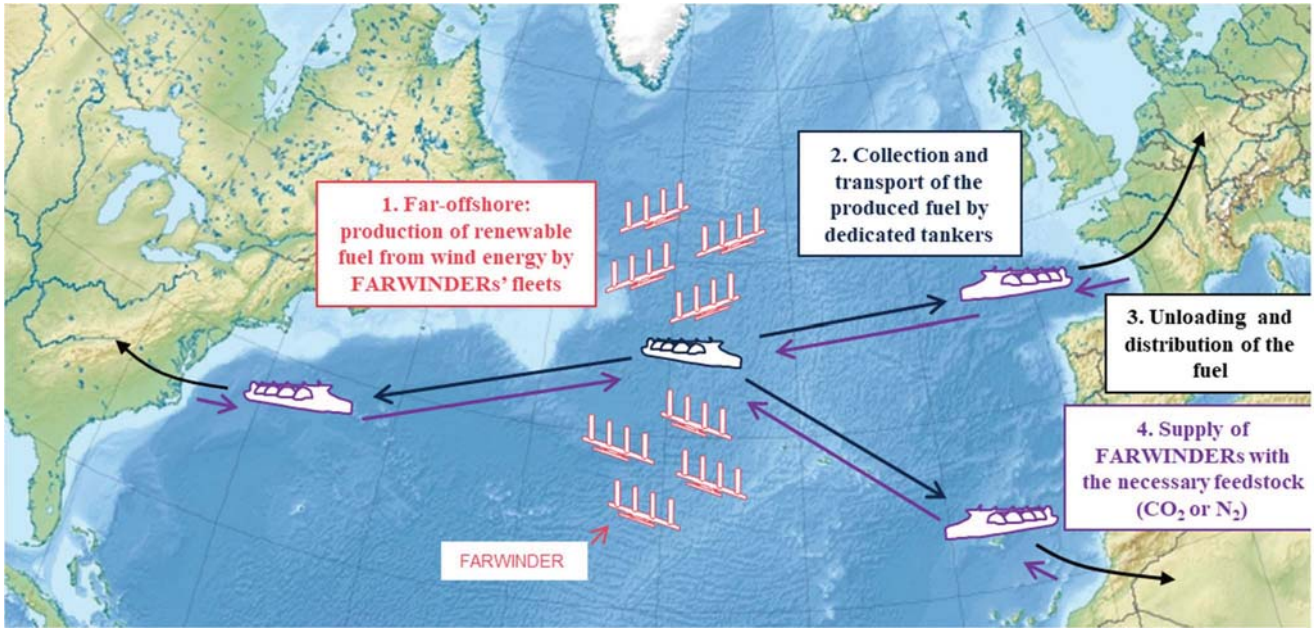 1. Far-offshore:
production of renewable
fuel from wind energy by
FARWINDERs’ fleets
2. Collection and
transport of the
produced fuel by
dedicated tankers
3. Unloading and
distribution of the
fuel
4. Supply of
FARWINDERs with
the necessary feedstock
(CO₂ or N₂)
FARWINDER